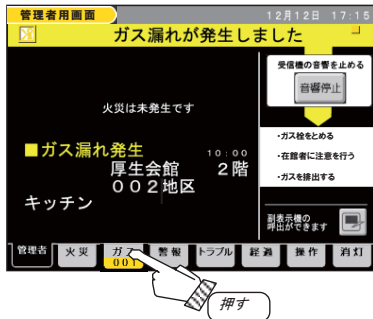 管理者用画面
12月12日 17:15
ガス漏れが発生しました
受信機の音響を止める
音響停止
火災は未発生です
・ガス栓をとめる
・在館者に注意を行う
・ガスを排出する
■ガス漏れ発生 10:00
厚生会館 2階
002地区
キッチン
副表示機の
呼出ができます
管理者 火災 ガス 警報 トラブル 経過 操作 消灯
001
押す